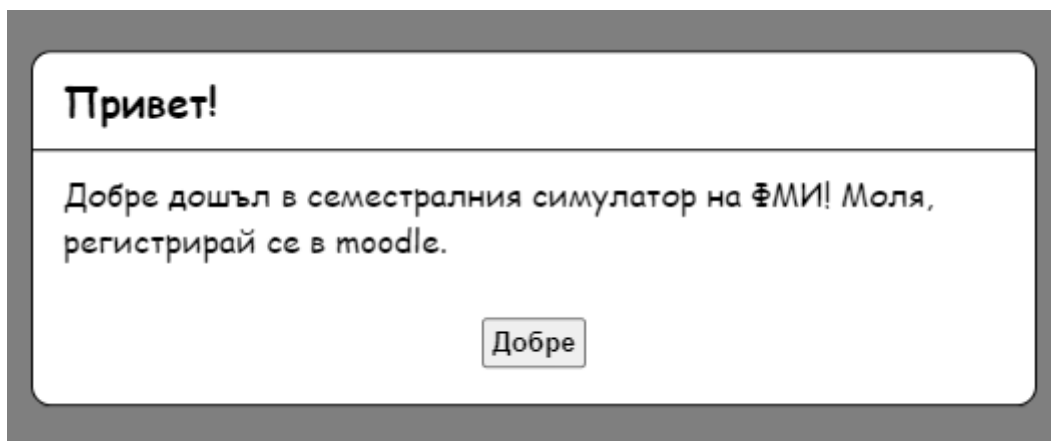 Привет!
Добре дошъл в семестралния симулатор на ФМИ! Моля,
регистрирай се в moodle.
Добре